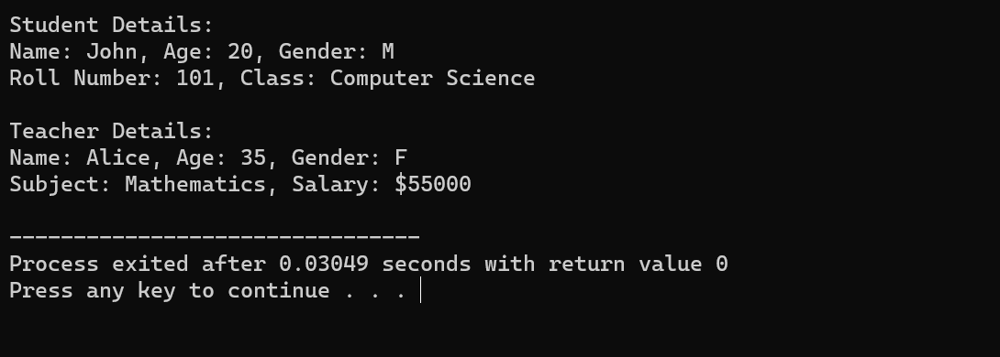 Student Details:
Name: John, Age: 20, Gender: M
Roll Number: 101, Class: Computer Science
Teacher Details:
Name: Alice, Age: 35, Gender: F
Subject: Mathematics, Salary: $55000
--------------------------------
Process exited after 0.03049 seconds with return value 0
Press any key to continue . . .